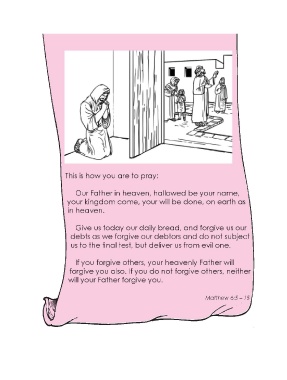 This is how you are to pray:
Our Father in heaven, hallowed be your name,
your kingdom come, your will be done, on earth as
in heaven.
Give us today our daily bread, and forgive us our
debts as we forgive our debtors and do not subject
us to the final test, but deliver us from evil one.
If you forgive others, your heavenly Father will
forgive you also. If you do not forgive others, neither
will your Father forgive you.
Matthew 6:5 – 15